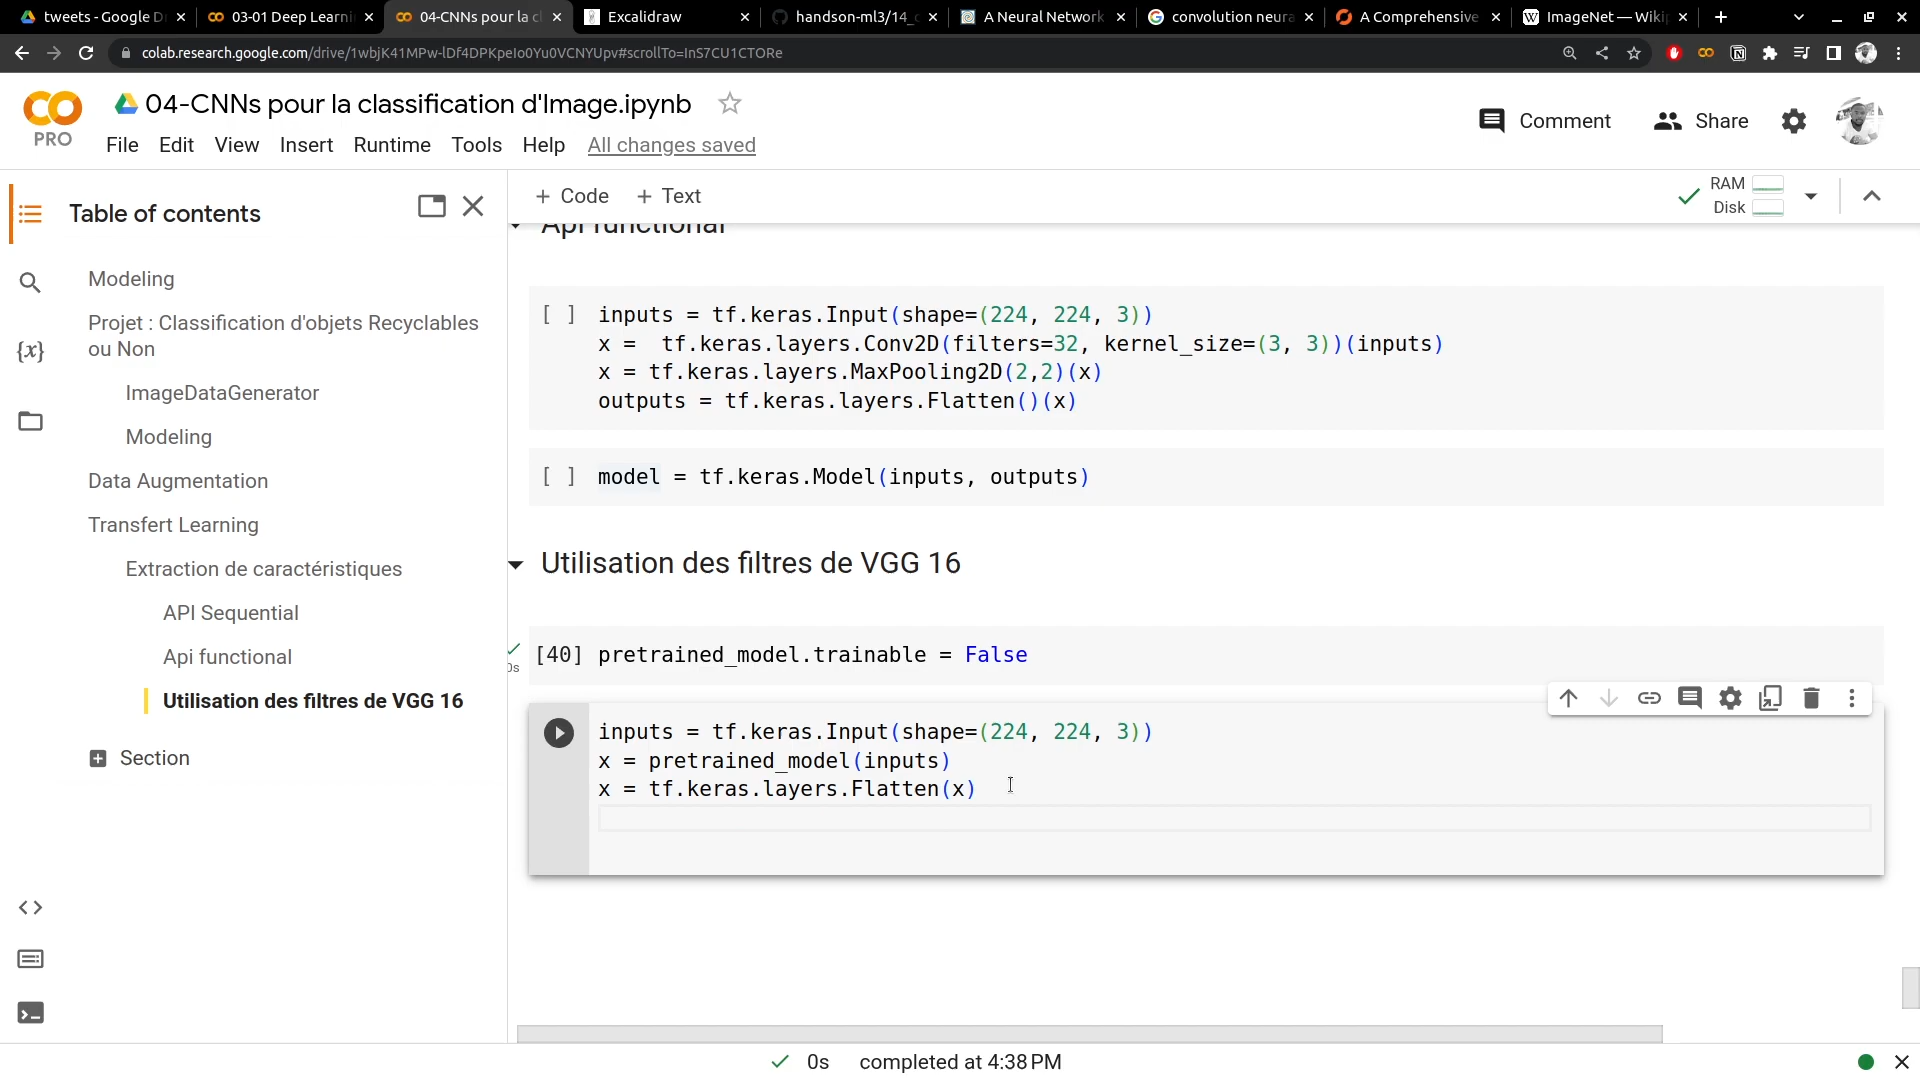 tweets - Google D
03-01 Deep Learni
04-CNNs pour la c
Excalidraw
handson-ml3/14_
A Neural Network
convolution neura
A Comprehensive
ImageNet — Wiki
colab.research.google.com/drive/1wbjK41MPw-lDf4DPKpeIo0Yu0VCNYUpv#scrollTo=InS7CU1CTORe
PRO
04-CNNs pour la classification d'Image.ipynb
File Edit View Insert Runtime Tools Help All changes saved
Comment
Share
Table of contents
+ Code + Text
RAM
Disk
Modeling
Projet : Classification d'objets Recyclables
ou Non
ImageDataGenerator
Modeling
Data Augmentation
Transfert Learning
Extraction de caractéristiques
API Sequential
Api functional
Utilisation des filtres de VGG 16
Section
{x}
Api functional
[ ] inputs = tf.keras.Input(shape=(224, 224, 3))
x =  tf.keras.layers.Conv2D(filters=32, kernel_size=(3, 3))(inputs)
x = tf.keras.layers.MaxPooling2D(2,2)(x)
outputs = tf.keras.layers.Flatten()(x)
[ ] model = tf.keras.Model(inputs, outputs)
Utilisation des filtres de VGG 16
[40] pretrained_model.trainable = False
0s
inputs = tf.keras.Input(shape=(224, 224, 3))
x = pretrained_model(inputs)
x = tf.keras.layers.Flatten(x)
0s completed at 4:38 PM